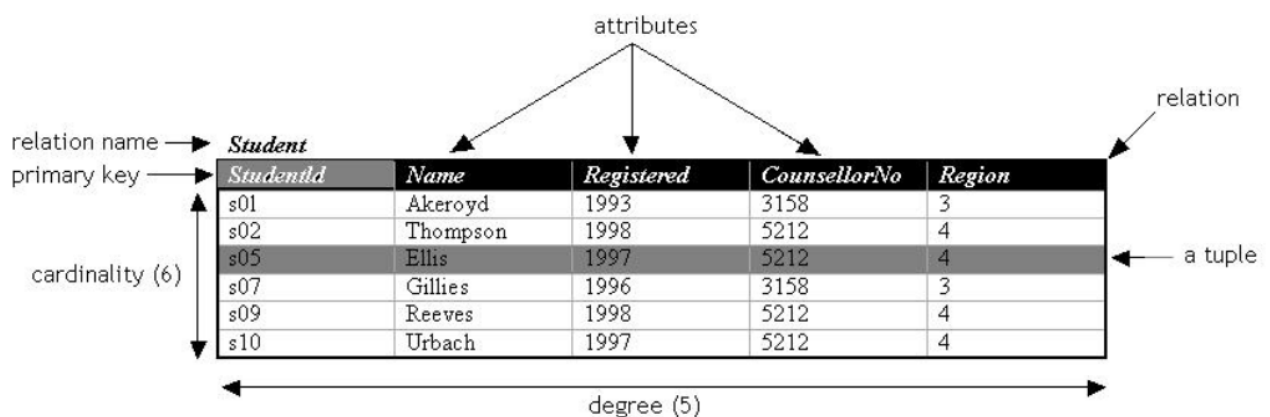 attributes
relation
relation name
Student
primary key
StudentId Name Registered CounsellorNo Region
s01 Akeroyd 1993 3158 3
s02 Thompson 1998 5212 4
s05 Ellis 1997 5212 4
a tuple
cardinality (6)
s07 Gillies 1996 3158 3
s09 Reeves 1998 5212 4
s10 Urbach 1997 5212 4
degree (5)